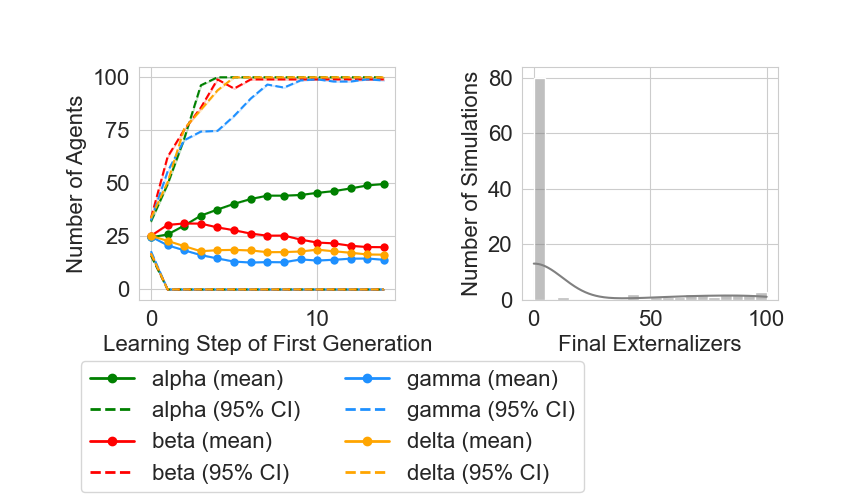 Number of Agents
100
75
50
25
0
0
10
Learning Step of First Generation
Number of Simulations
80
60
40
20
0
0
50
100
Final Externalizers
alpha (mean)
alpha (95% CI)
beta (mean)
beta (95% CI)
gamma (mean)
gamma (95% CI)
delta (mean)
delta (95% CI)